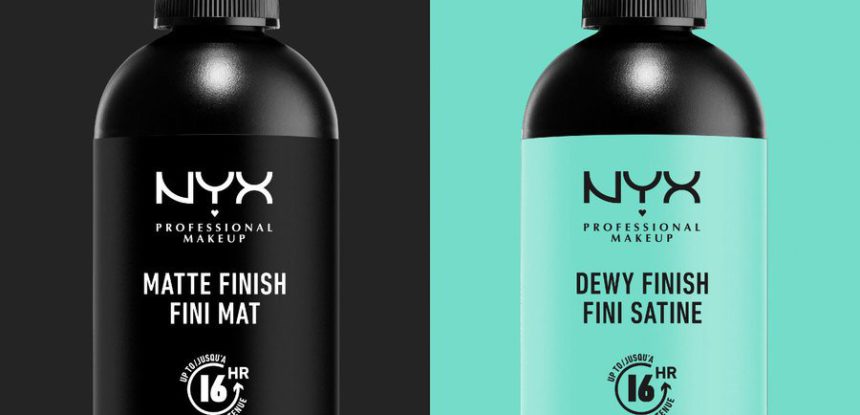 NYX
PROFESSIONAL
MAKEUP
MATTE FINISH
FINI MAT
UP TO/JUSQU'A
16 HR
NYX
PROFESSIONAL
MAKEUP
DEWY FINISH
FINI SATINE
UP TO/JUSQU'A
16 HR